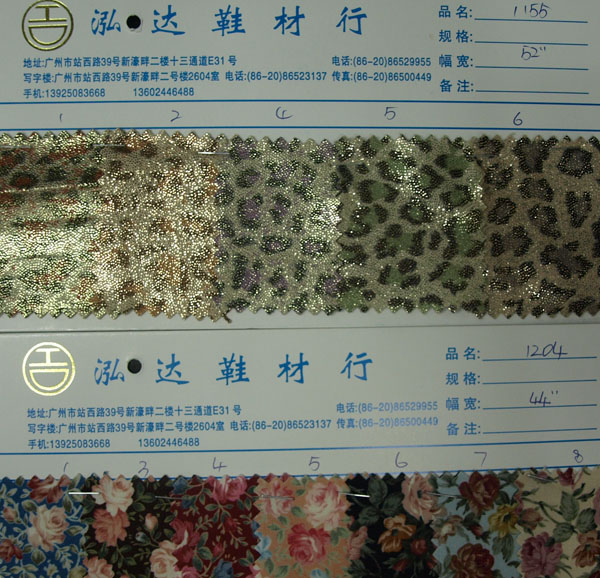 泓达鞋材行
品名: 1155
规格:
幅宽: 52"
备注:
地址:广州市站西路39号新濠畔二楼十三通道E31号 电话:(86-20)86529955
写字楼:广州市站西路39号新濠畔二号楼2604室 电话:(86-20)86523137 传真:(86-20)86500449
手机:13925083668 13602446488
1 2 4 5 6
泓达鞋材行
品名: 1204
规格:
幅宽: 44"
备注:
地址:广州市站西路39号新濠畔二楼十三通道E31号 电话:(86-20)86529955
写字楼:广州市站西路39号新濠畔二号楼2604室 电话:(86-20)86523137 传真:(86-20)86500449
手机:13925083668 13602446488
1 3 4 5 6 7 8